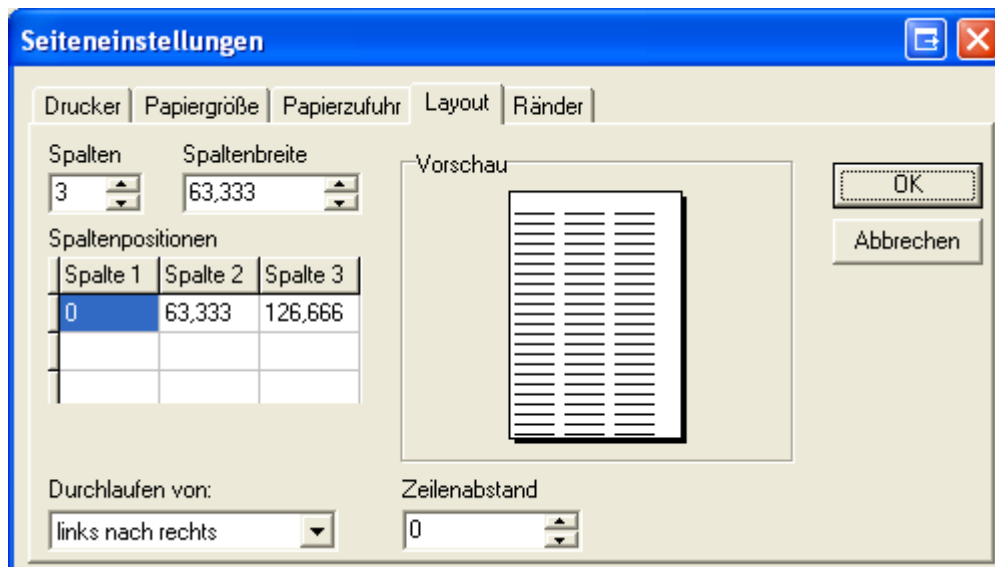 Seiteneinstellungen
Drucker Papiergröße Papierzufuhr Layout Ränder
Spalten Spaltenbreite Vorschau
3 63,333 OK
Spaltenpositionen Abbrechen
Spalte 1 Spalte 2 Spalte 3
0 63,333 126,666
Durchlaufen von: Zeilenabstand
links nach rechts 0